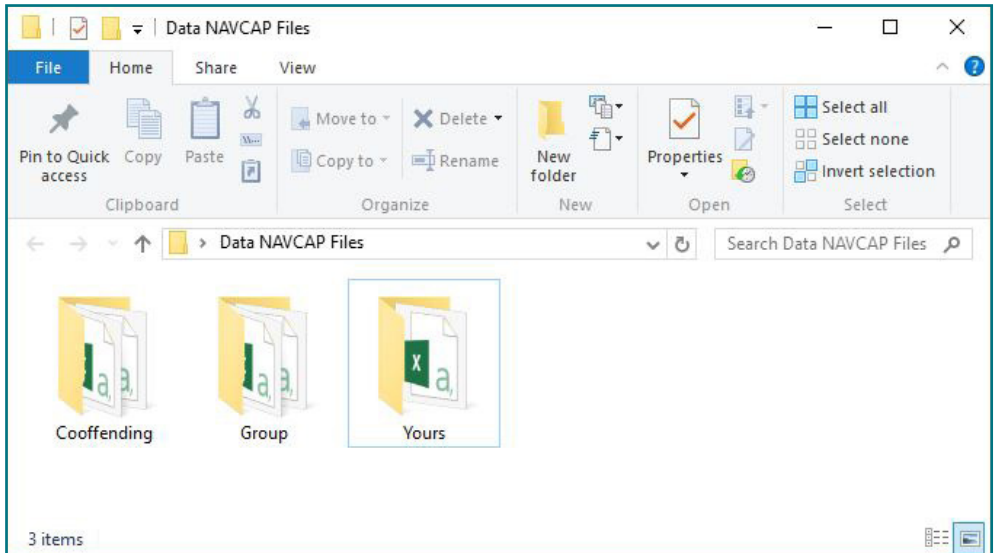 Data NAVCAP Files
File Home Share View
Pin to Quick access
Copy
Paste
Clipboard
Move to
Copy to
Delete
Rename
Organize
New folder
New
Properties
Open
Select all
Select none
Invert selection
Select
Data NAVCAP Files
Search Data NAVCAP Files
Cooffending
Group
Yours
3 items